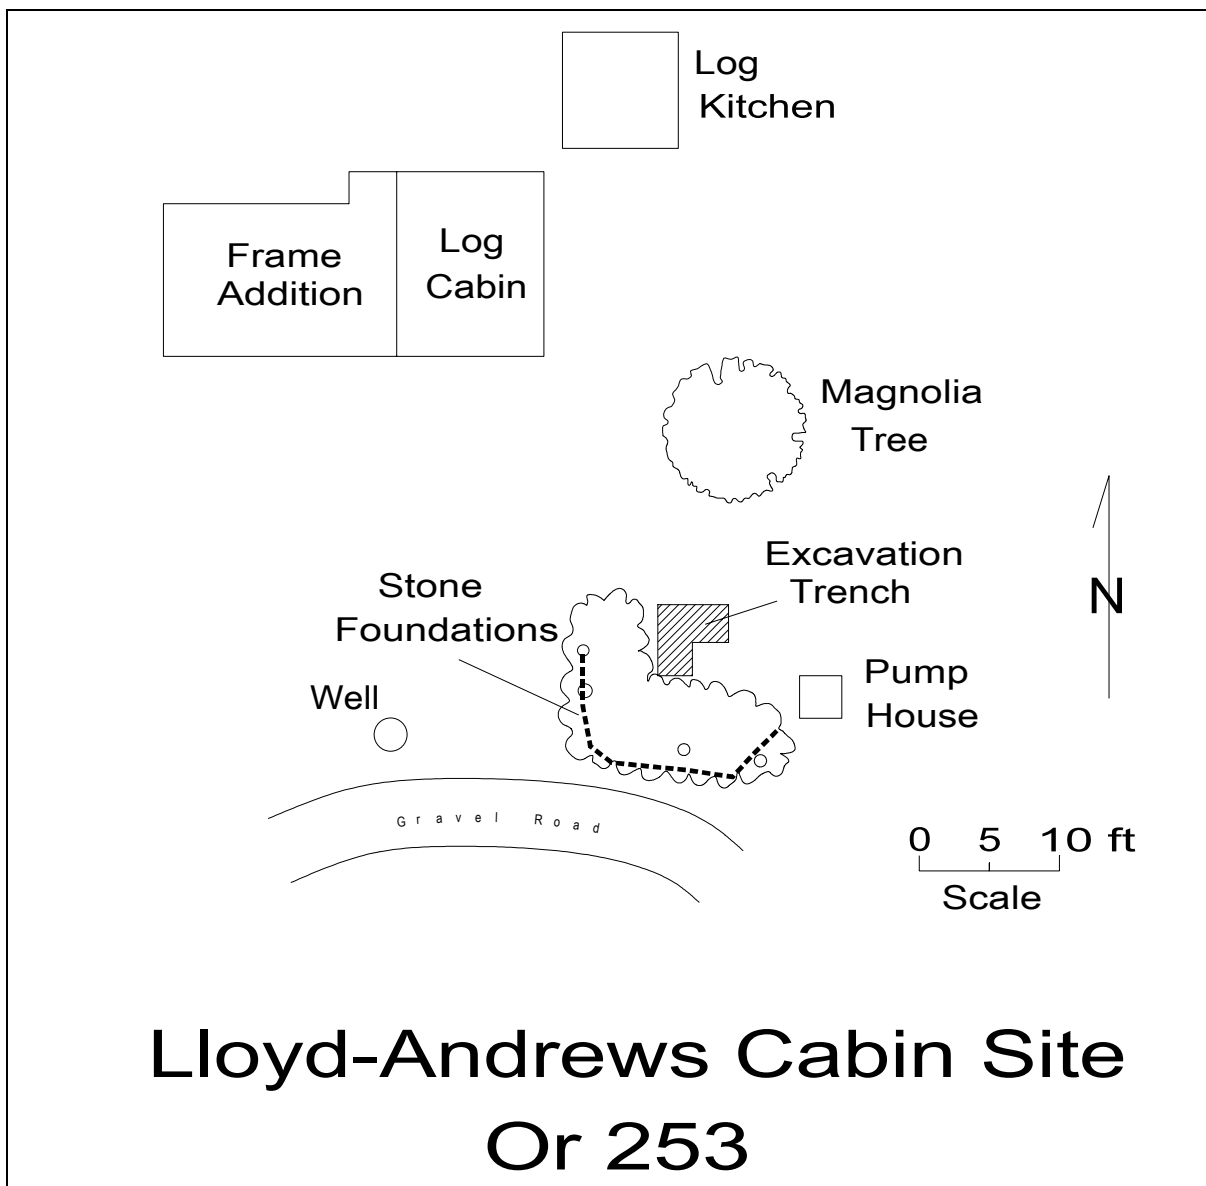 Log
Kitchen
Frame
Addition
Log
Cabin
Magnolia
Tree
Excavation
Trench
Stone
Foundations
N
Well
Pump
House
Gravel Road
0 5 10 ft
Scale
Lloyd-Andrews Cabin Site
Or 253